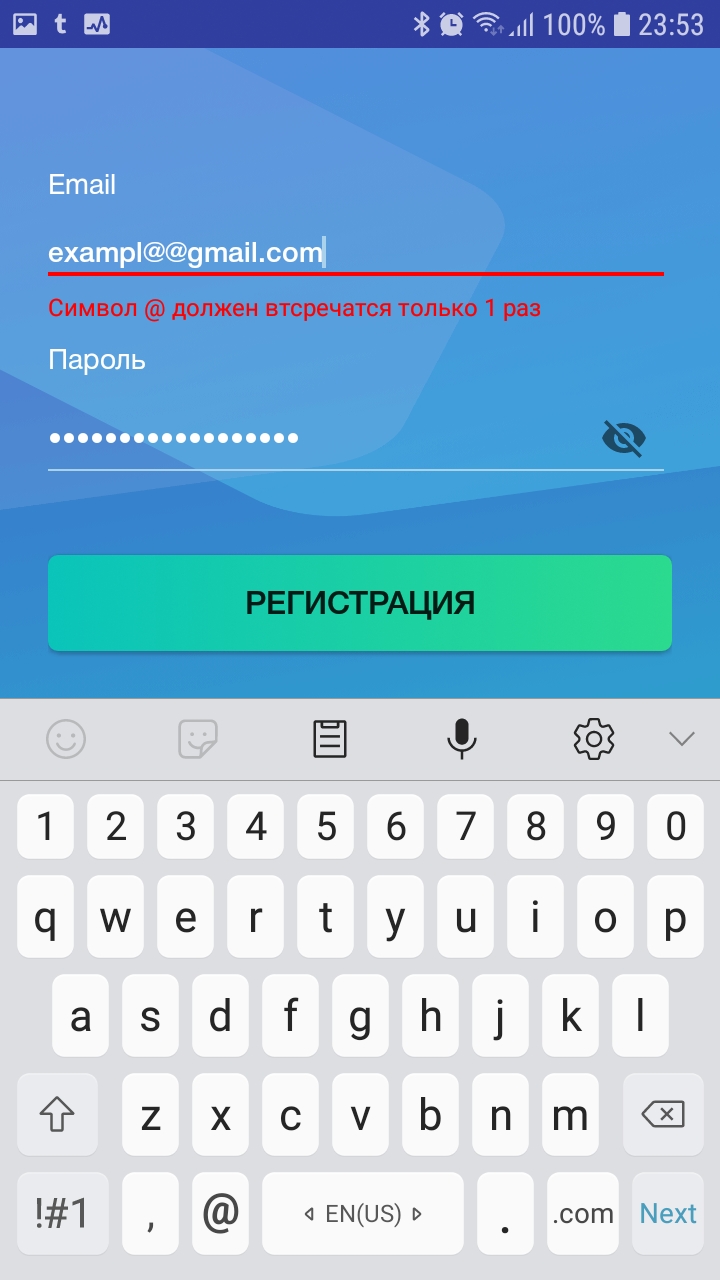 t 100% 23:53
Email
exampl@@gmail.com
Символ @ должен втсречатся только 1 раз
Пароль
РЕГИСТРАЦИЯ
1 2 3 4 5 6 7 8 9 0
q w e r t y u i o p
a s d f g h j k l
z x c v b n m
!#1 , @ EN(US) . .com Next